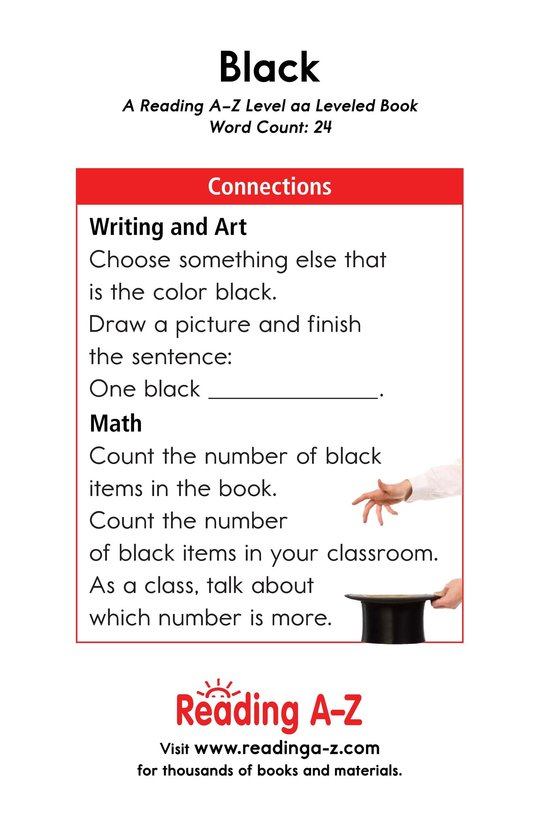 Black
A Reading A–Z Level aa Leveled Book
Word Count: 24
Connections
Writing and Art
Choose something else that
is the color black.
Draw a picture and finish
the sentence:
One black ______________.
Math
Count the number of black
items in the book.
Count the number
of black items in your classroom.
As a class, talk about
which number is more.
Reading A–Z
Visit www.readinga-z.com
for thousands of books and materials.